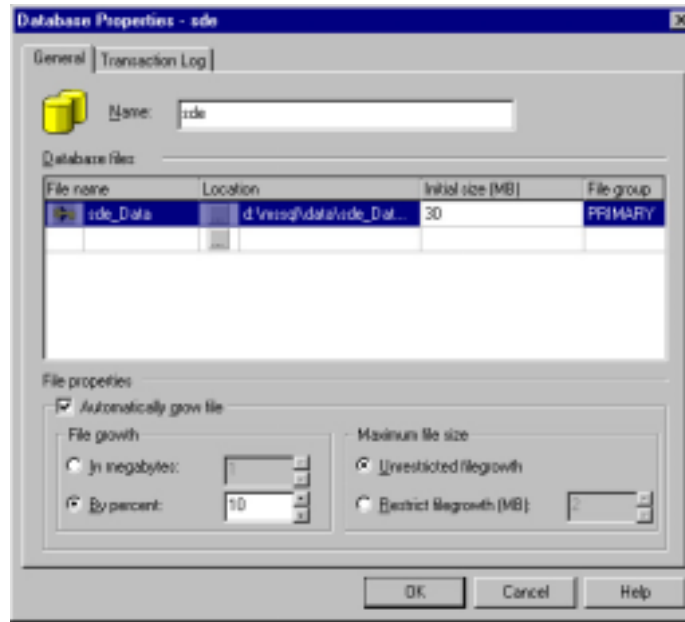 Database Properties - sde
General Transaction Log
Name: sde
Database files
File name Location Initial size (MB) File group
sde_Data ... d:\mssql\data\sde_Dat... 30 PRIMARY
...
File properties
Automatically grow file
File growth Maximum file size
In megabytes: 1 Unrestricted filegrowth
By percent: 10 Restrict filegrowth (MB): 2
OK Cancel Help